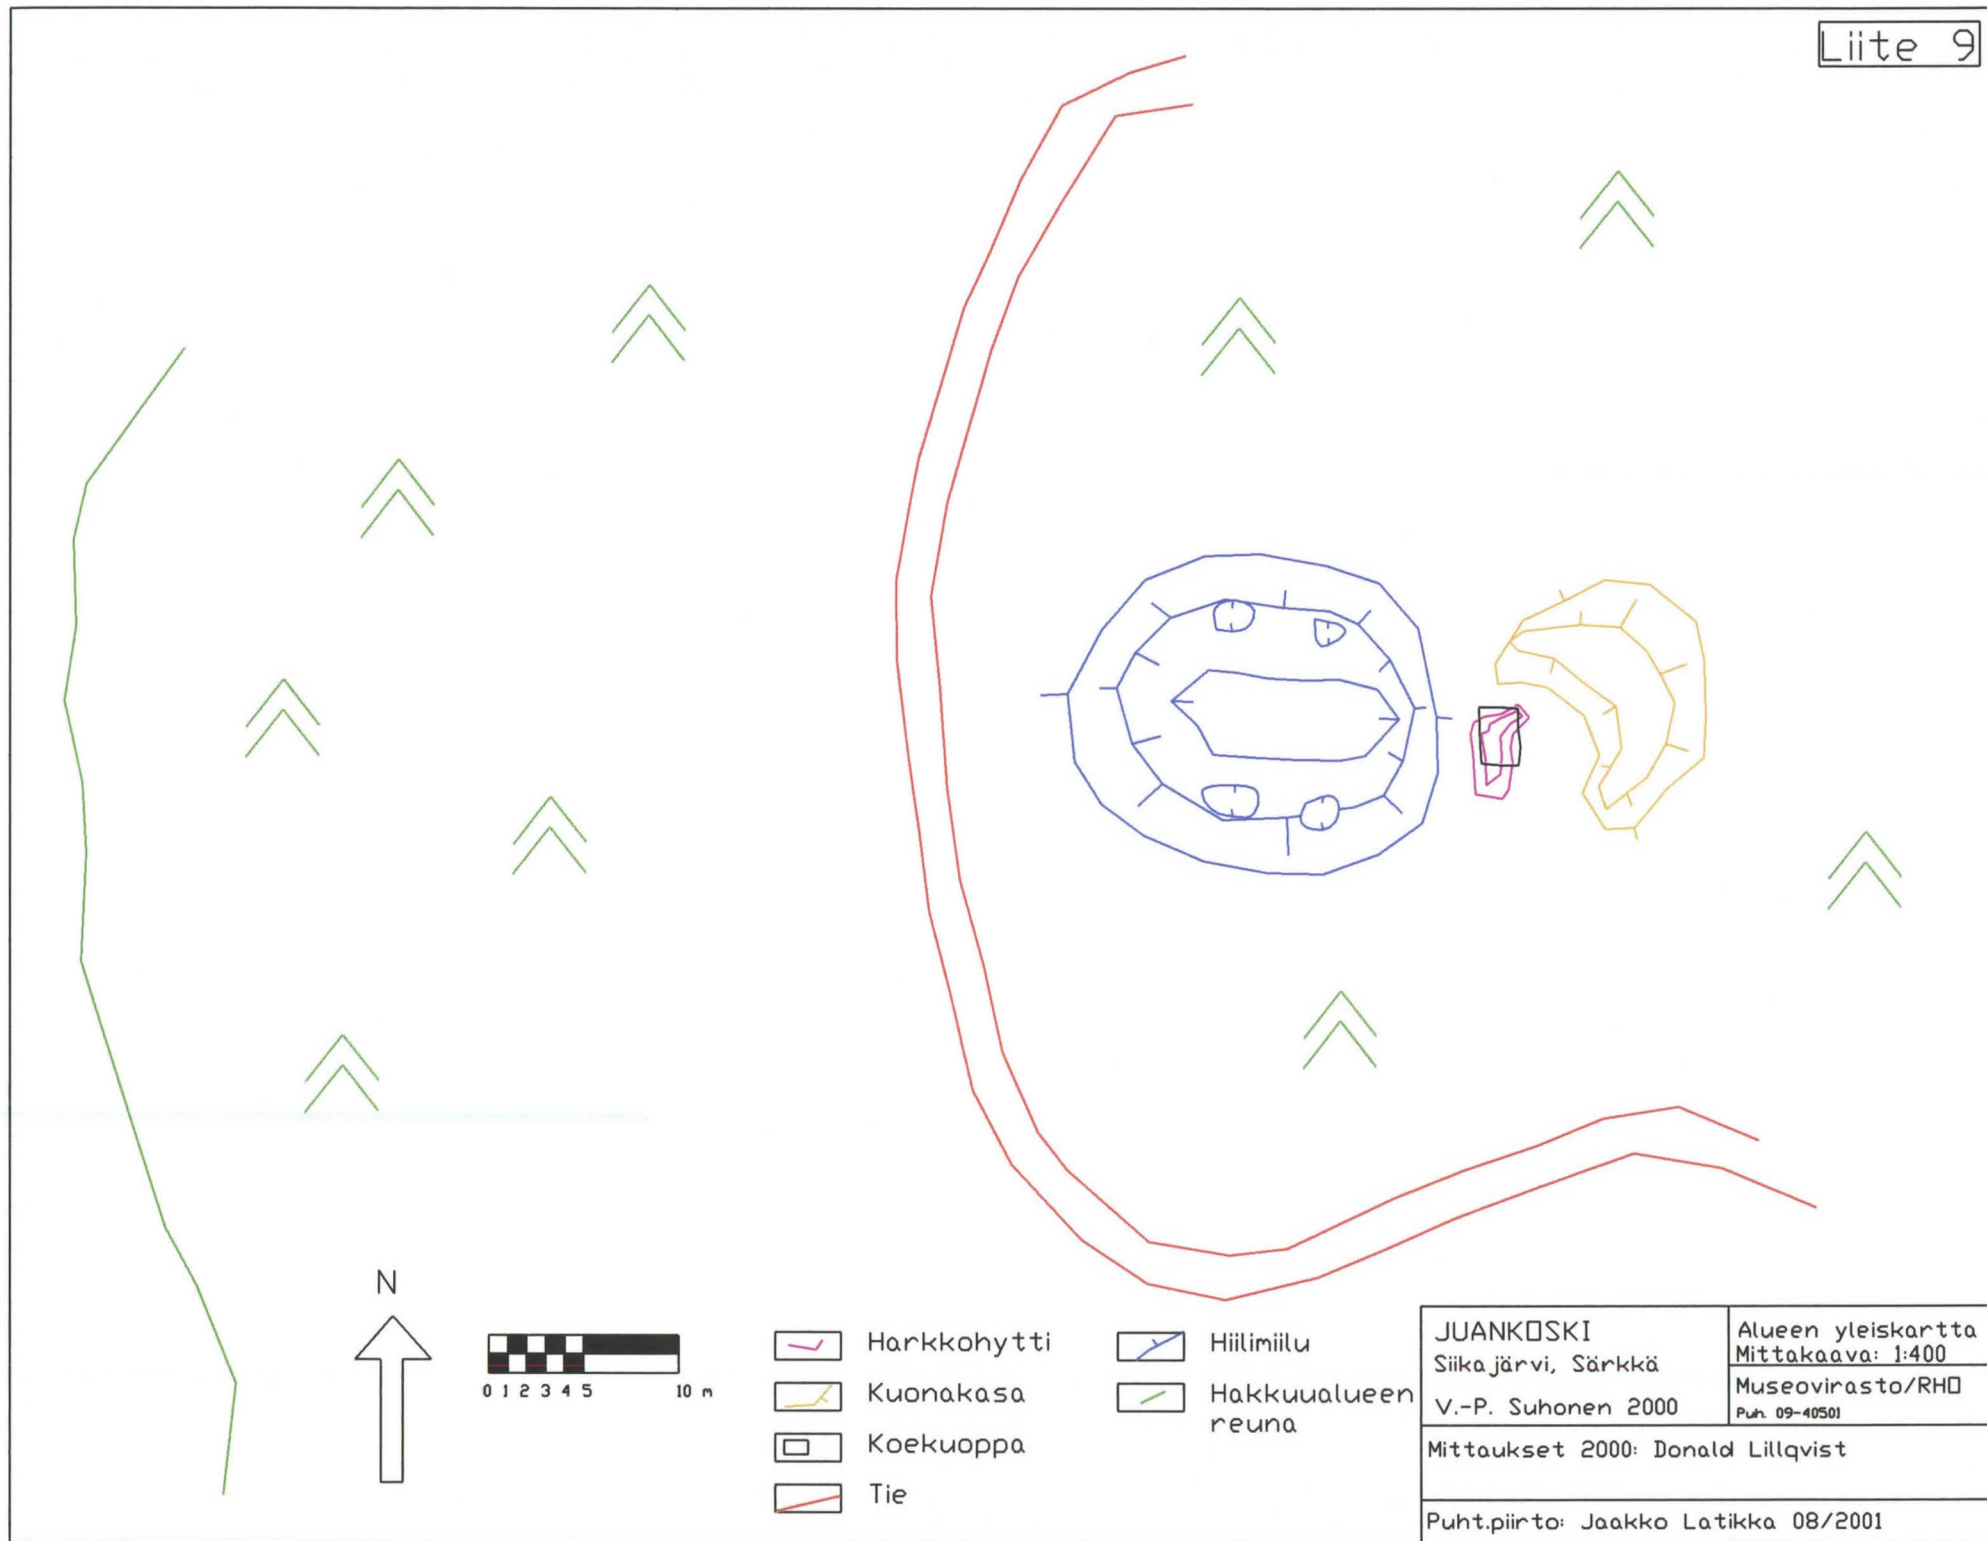 Liite 9
N
0 1 2 3 4 5 10 m
Harkkohytti
Kuonakasa
Koekuoppa
Tie
Hiilimiilu
Hakkuualueen
reuna
JUANKOSKI
Siikajärvi, Särkkä
V.-P. Suhonen 2000
Alueen yleiskartta
Mittakaava: 1:400
Museovirasto/RHO
Puh. 09-40501
Mittaukset 2000: Donald Lillqvist
Puht.piirto: Jaakko Latikka 08/2001